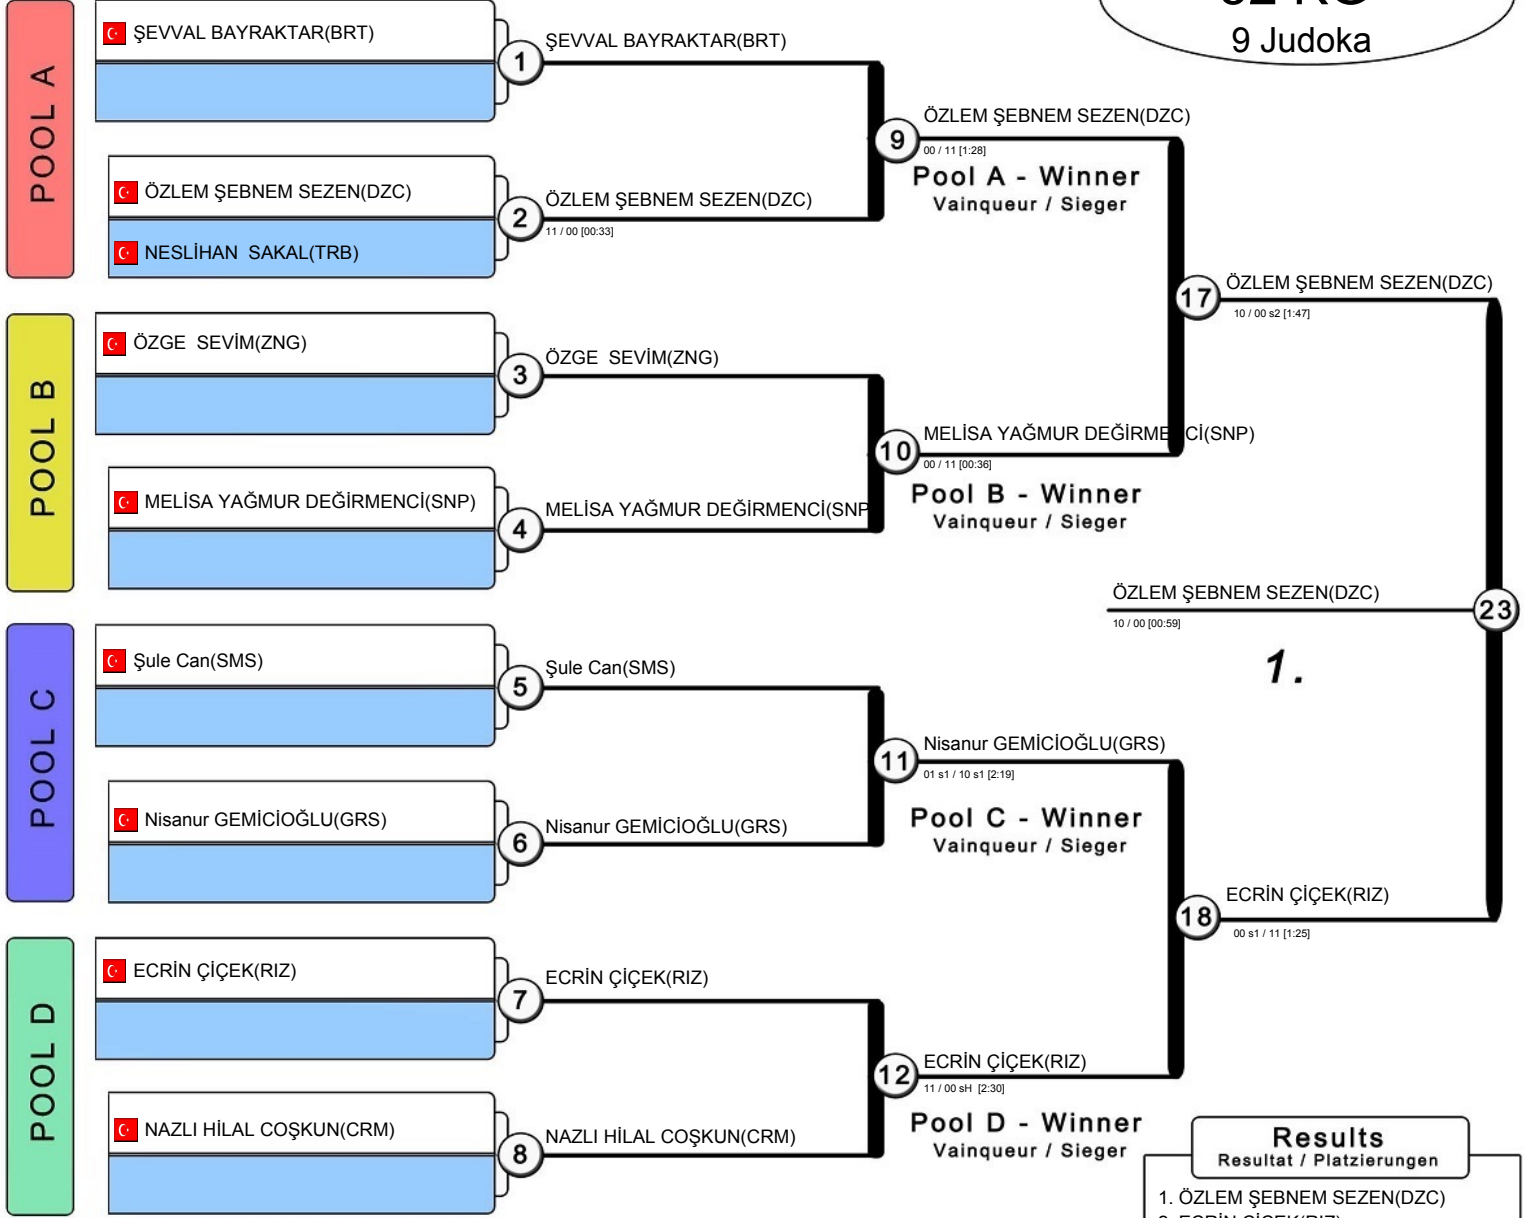 9 Judoka
POOL A
ŞEVVAL BAYRAKTAR(BRT)
1
ŞEVVAL BAYRAKTAR(BRT)
ÖZLEM ŞEBNEM SEZEN(DZC)
NESLİHAN SAKAL(TRB)
2
ÖZLEM ŞEBNEM SEZEN(DZC)
11 / 00 [00:33]
9
ÖZLEM ŞEBNEM SEZEN(DZC)
00 / 11 [1:28]
Pool A - Winner
Vainqueur / Sieger
POOL B
ÖZGE SEVİM(ZNG)
3
ÖZGE SEVİM(ZNG)
MELİSA YAĞMUR DEĞİRMENCİ(SNP)
4
MELİSA YAĞMUR DEĞİRMENCİ(SNP
10
MELİSA YAĞMUR DEĞİRMENCİ(SNP)
00 / 11 [00:36]
Pool B - Winner
Vainqueur / Sieger
17
ÖZLEM ŞEBNEM SEZEN(DZC)
10 / 00 s2 [1:47]
POOL C
Şule Can(SMS)
5
Şule Can(SMS)
Nisanur GEMİCİOĞLU(GRS)
6
Nisanur GEMİCİOĞLU(GRS)
11
Nisanur GEMİCİOĞLU(GRS)
01 s1 / 10 s1 [2:19]
Pool C - Winner
Vainqueur / Sieger
POOL D
ECRİN ÇİÇEK(RIZ)
7
ECRİN ÇİÇEK(RIZ)
NAZLI HİLAL COŞKUN(CRM)
8
NAZLI HİLAL COŞKUN(CRM)
12
ECRİN ÇİÇEK(RIZ)
11 / 00 sH [2:30]
Pool D - Winner
Vainqueur / Sieger
18
ECRİN ÇİÇEK(RIZ)
00 s1 / 11 [1:25]
ÖZLEM ŞEBNEM SEZEN(DZC)
23
10 / 00 [00:59]
1.
Results
Resultat / Platzierungen
1. ÖZLEM ŞEBNEM SEZEN(DZC)